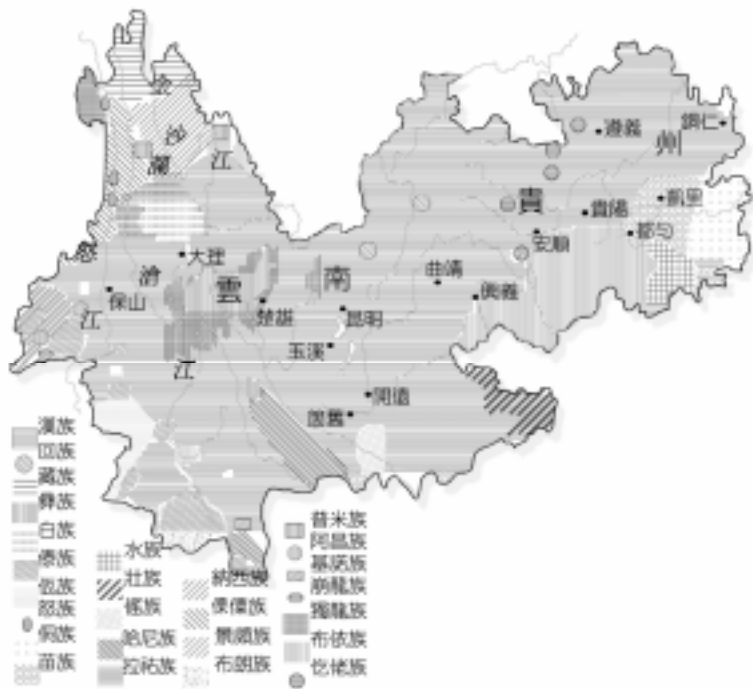 金
沙
江
瀾
滄
江
怒
江
雲
南
貴
州
遵義
銅仁
貴陽
凱里
都勻
安順
興義
曲靖
大理
保山
楚雄
昆明
玉溪
開遠
箇舊
漢族
回族
藏族
彝族
白族
傣族
佤族
怒族
侗族
苗族
水族
壯族
傜族
哈尼族
拉祜族
納西族
傈僳族
景頗族
布朗族
普米族
阿昌族
基諾族
崩龍族
獨龍族
布依族
仡佬族